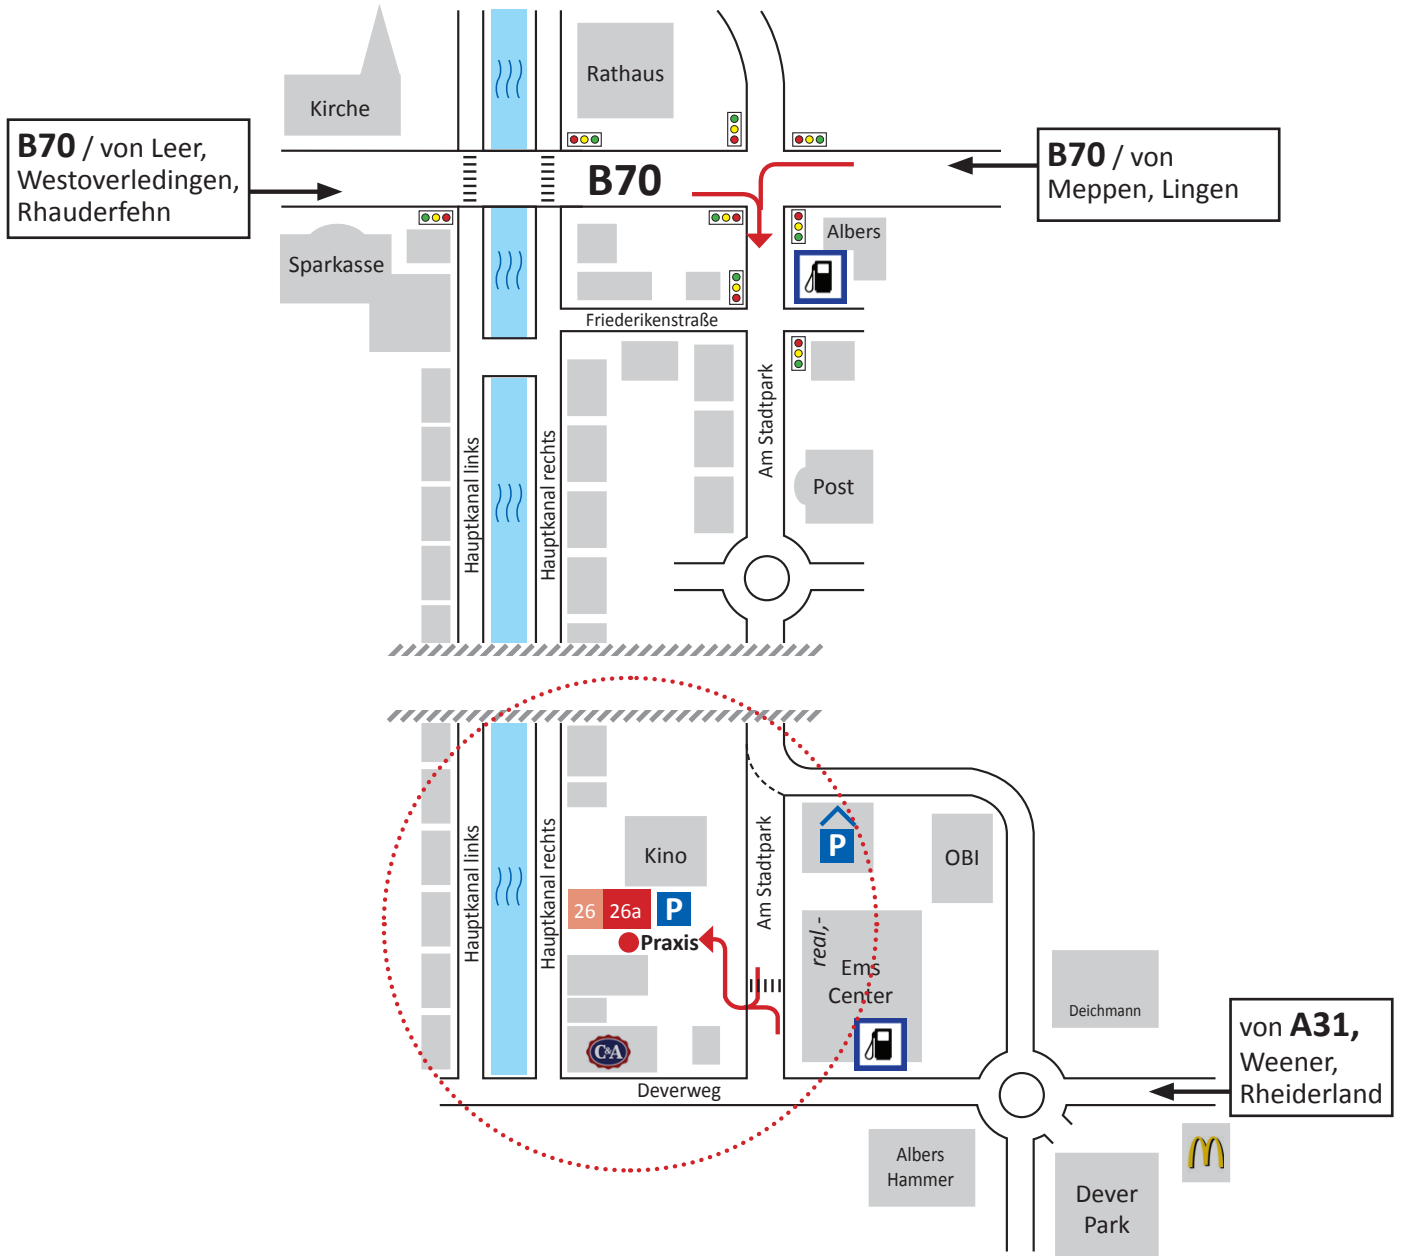 Rathaus
Kirche
B70 / von Leer,
Westoverledingen,
Rhauderfehn
B70
B70 / von
Meppen, Lingen
Albers
Sparkasse
Friederikenstraße
Am Stadtpark
Hauptkanal links
Hauptkanal rechts
Post
Hauptkanal links
Hauptkanal rechts
Kino
Am Stadtpark
P
OBI
26
26a
P
Praxis
real,-
Ems
Center
Deichmann
C&A
von A31,
Weener,
Rheiderland
Deverweg
Albers
Hammer
M
Dever
Park